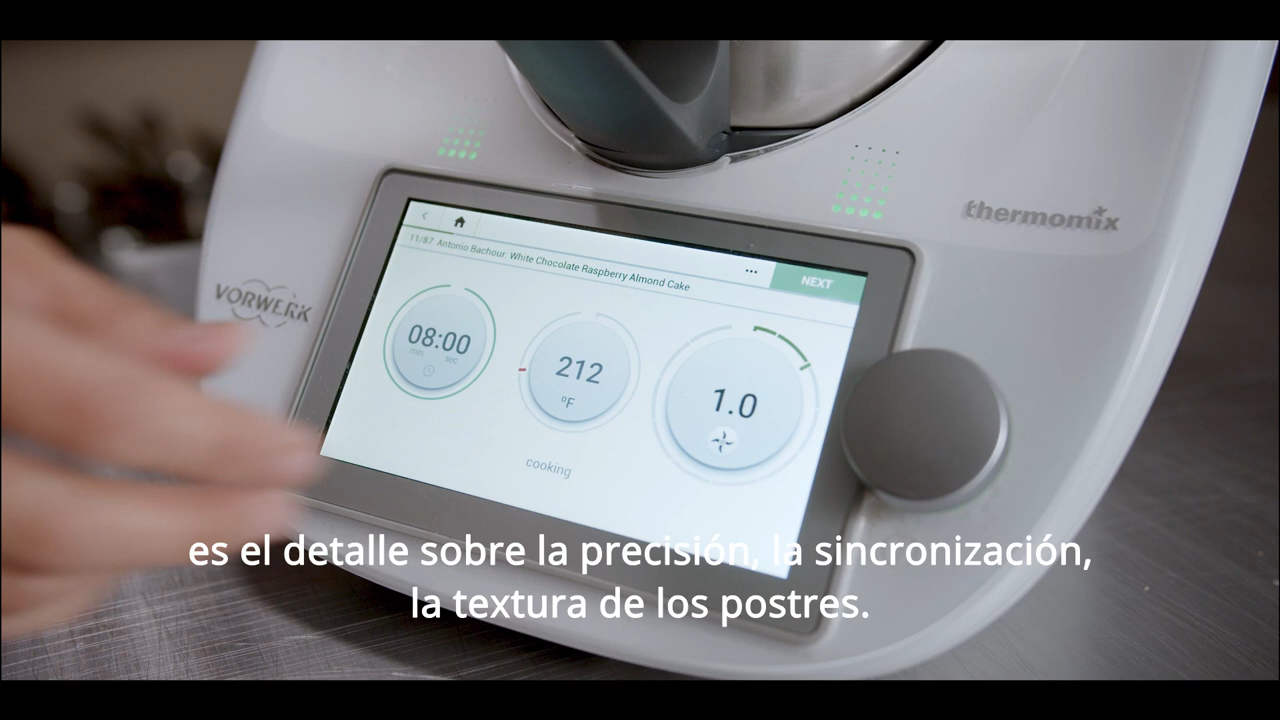 thermomix
VORWERK
11/87 Antonio Bachour: White Chocolate Raspberry Almond Cake
NEXT
08:00
min sec
212
°F
1.0
cooking
es el detalle sobre la precisión, la sincronización,
la textura de los postres.